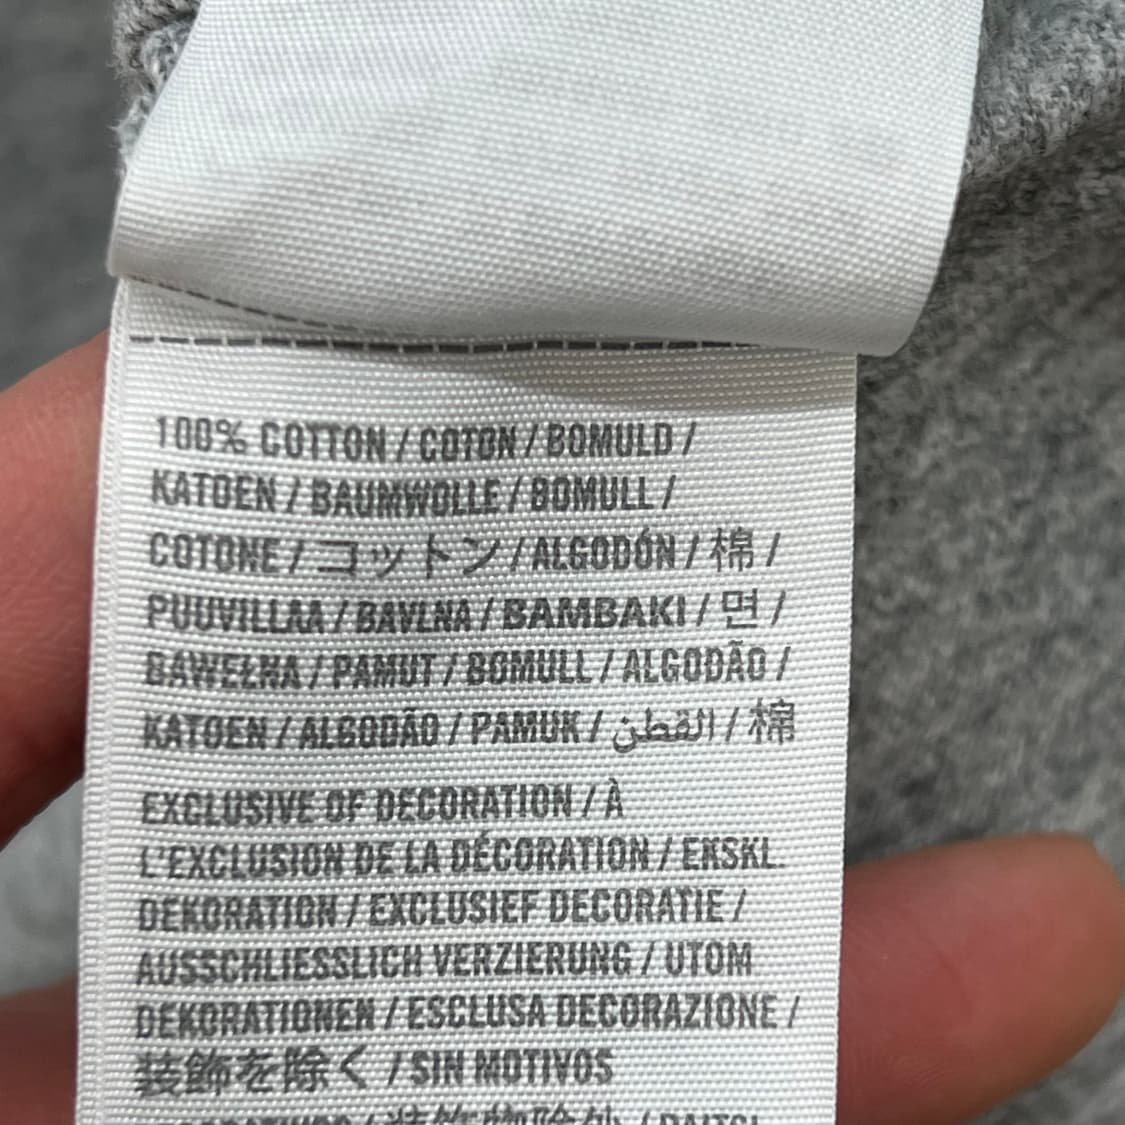 100% COTTON / COTON / BOMULD /
KATOEN / BAUMWOLLE / BOMULL /
COTONE / コットン / ALGODÓN / 棉 /
PUUVILLAA / BAVLNA / BAMBAKI / 면 /
BAWEŁNA / PAMUT / BOMULL / ALGODÃO /
KATOEN / ALGODÃO / PAMUK / القطن / 棉
EXCLUSIVE OF DECORATION / À
L'EXCLUSION DE LA DÉCORATION / EKSKL.
DEKORATION / EXCLUSIEF DECORATIE /
AUSSCHLIESSLICH VERZIERUNG / UTOM
DEKORATIONEN / ESCLUSA DECORAZIONE /
装飾を除く / SIN MOTIVOS